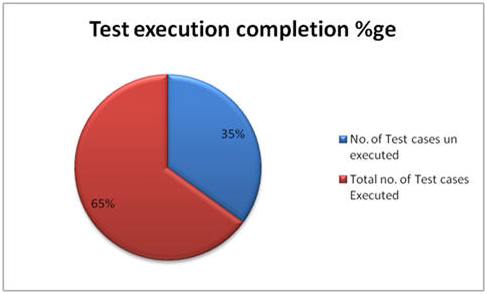 Test execution completion %ge
35%
65%
No. of Test cases un
executed
Total no. of Test cases
Executed